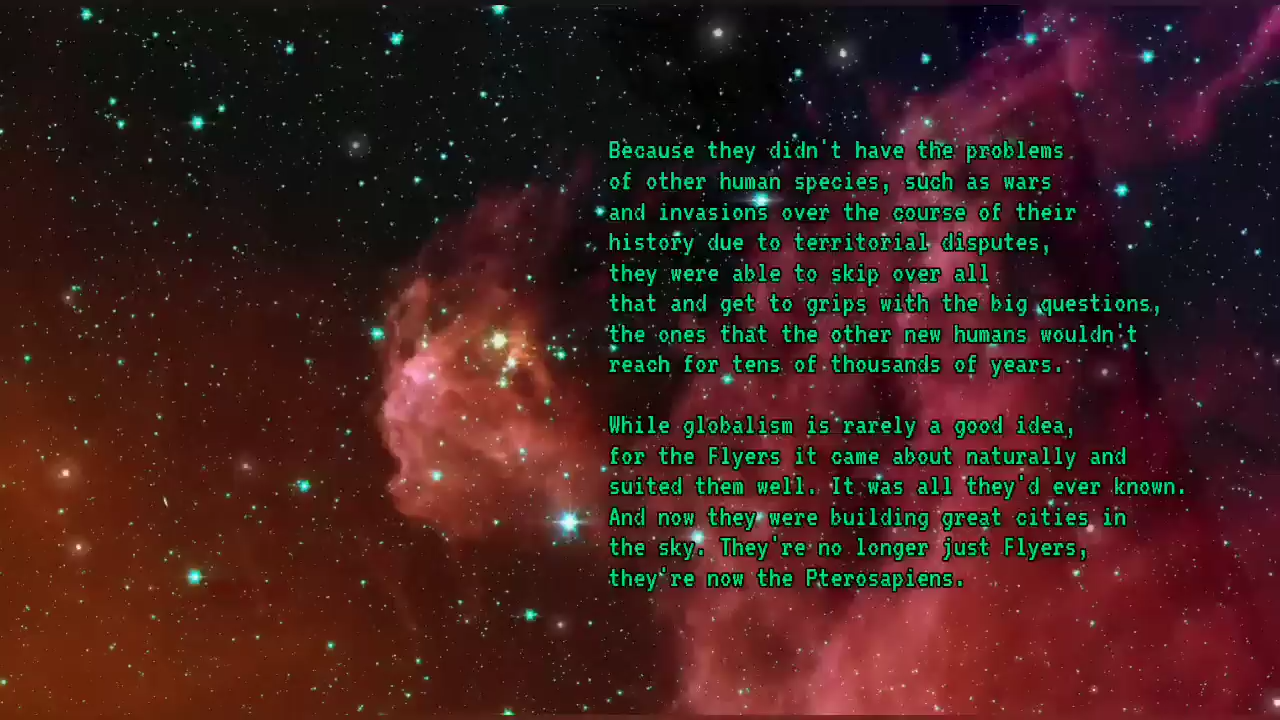 Because they didn't have the problems
of other human species, such as wars
and invasions over the course of their
history due to territorial disputes,
they were able to skip over all
that and get to grips with the big questions,
the ones that the other new humans wouldn't
reach for tens of thousands of years.
While globalism is rarely a good idea,
for the Flyers it came about naturally and
suited them well. It was all they'd ever known.
And now they were building great cities in
the sky. They're no longer just Flyers,
they're now the Pterosapiens.